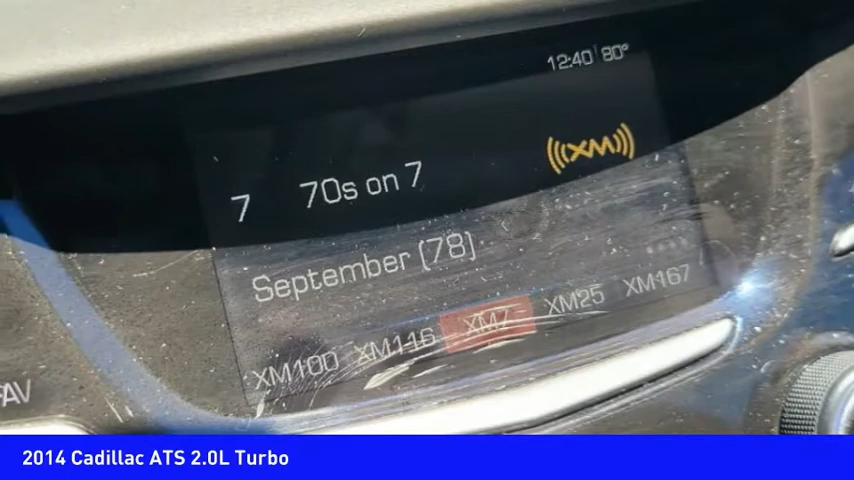 12:40 80°
7 70s on 7
((XM))
September (78)
XM100 XM116 XM7 XM25 XM167
AV
2014 Cadillac ATS 2.0L Turbo